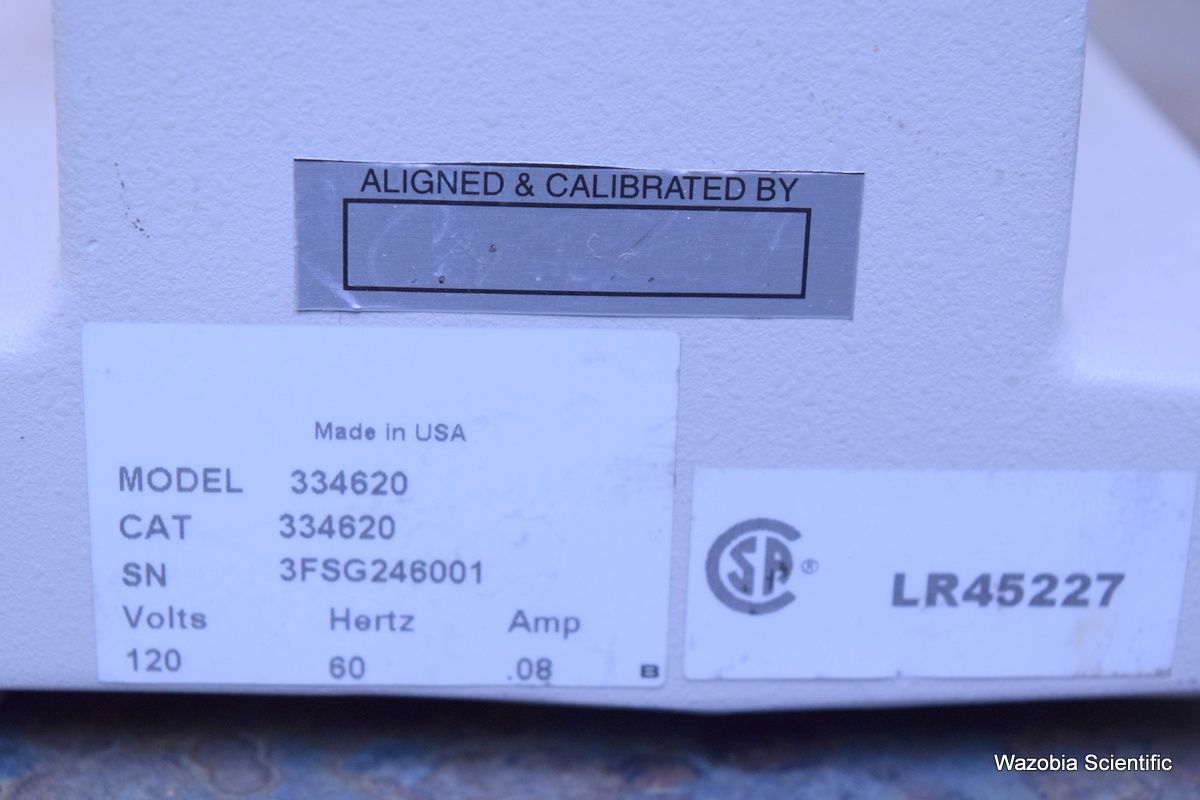 ALIGNED & CALIBRATED BY
Made in USA
MODEL 334620
CAT 334620
SN 3FSG246001
Volts Hertz Amp
120 60 .08 B
SA ® LR45227
Wazobia Scientific